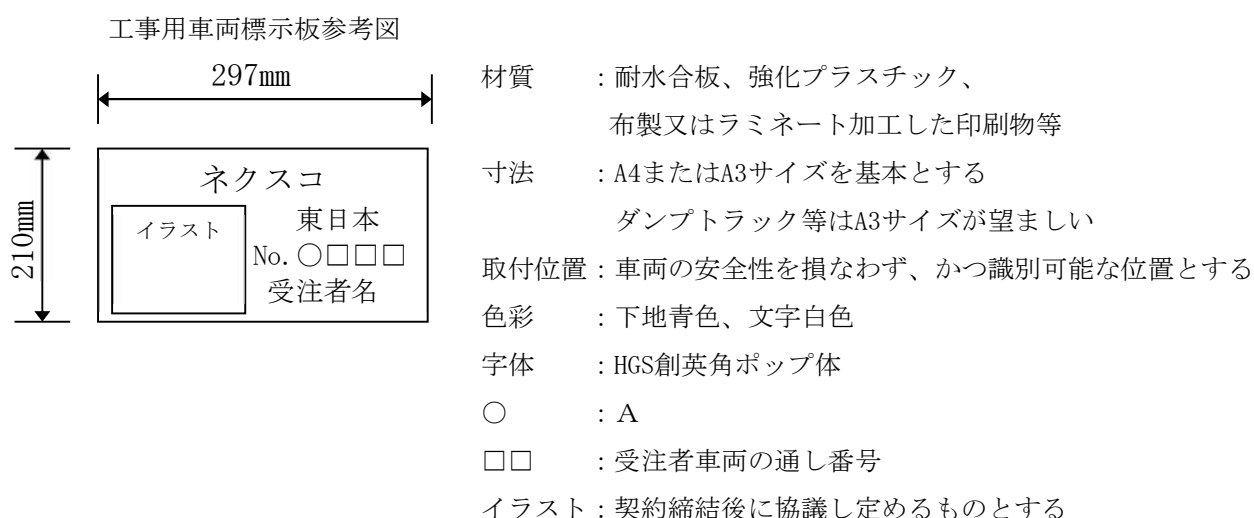 工事用車両標示板参考図
297mm
210mm
ネクスコ
イラスト
東日本
No.○□□□
受注者名
材質　　：耐水合板、強化プラスチック、
布製又はラミネート加工した印刷物等
寸法　　：A4またはA3サイズを基本とする
ダンプトラック等はA3サイズが望ましい
取付位置：車両の安全性を損なわず、かつ識別可能な位置とする
色彩　　：下地青色、文字白色
字体　　：HGS創英角ポップ体
○　　　：A
□□　　：受注者車両の通し番号
イラスト：契約締結後に協議し定めるものとする